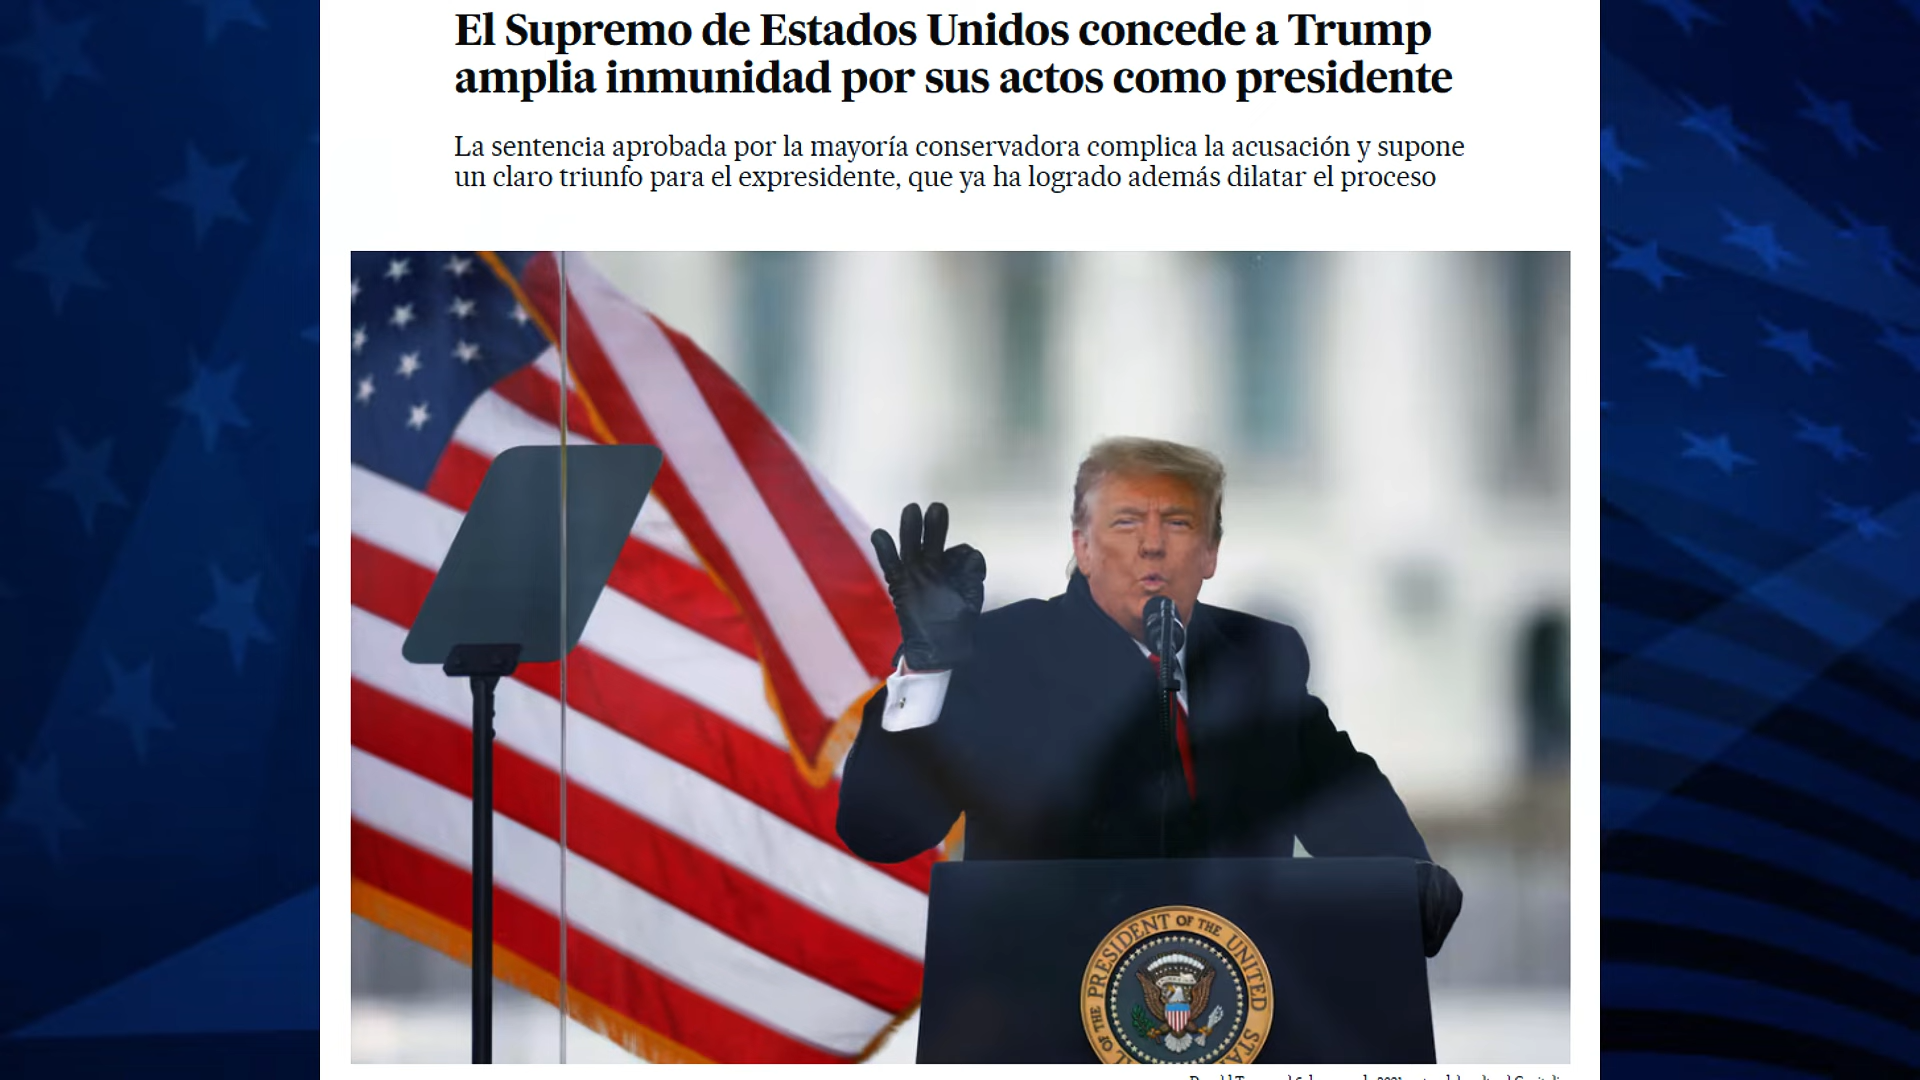 El Supremo de Estados Unidos concede a Trump
amplia inmunidad por sus actos como presidente
La sentencia aprobada por la mayoría conservadora complica la acusación y supone
un claro triunfo para el expresidente, que ya ha logrado además dilatar el proceso
OF THE PRESIDENT OF THE UNITED STA